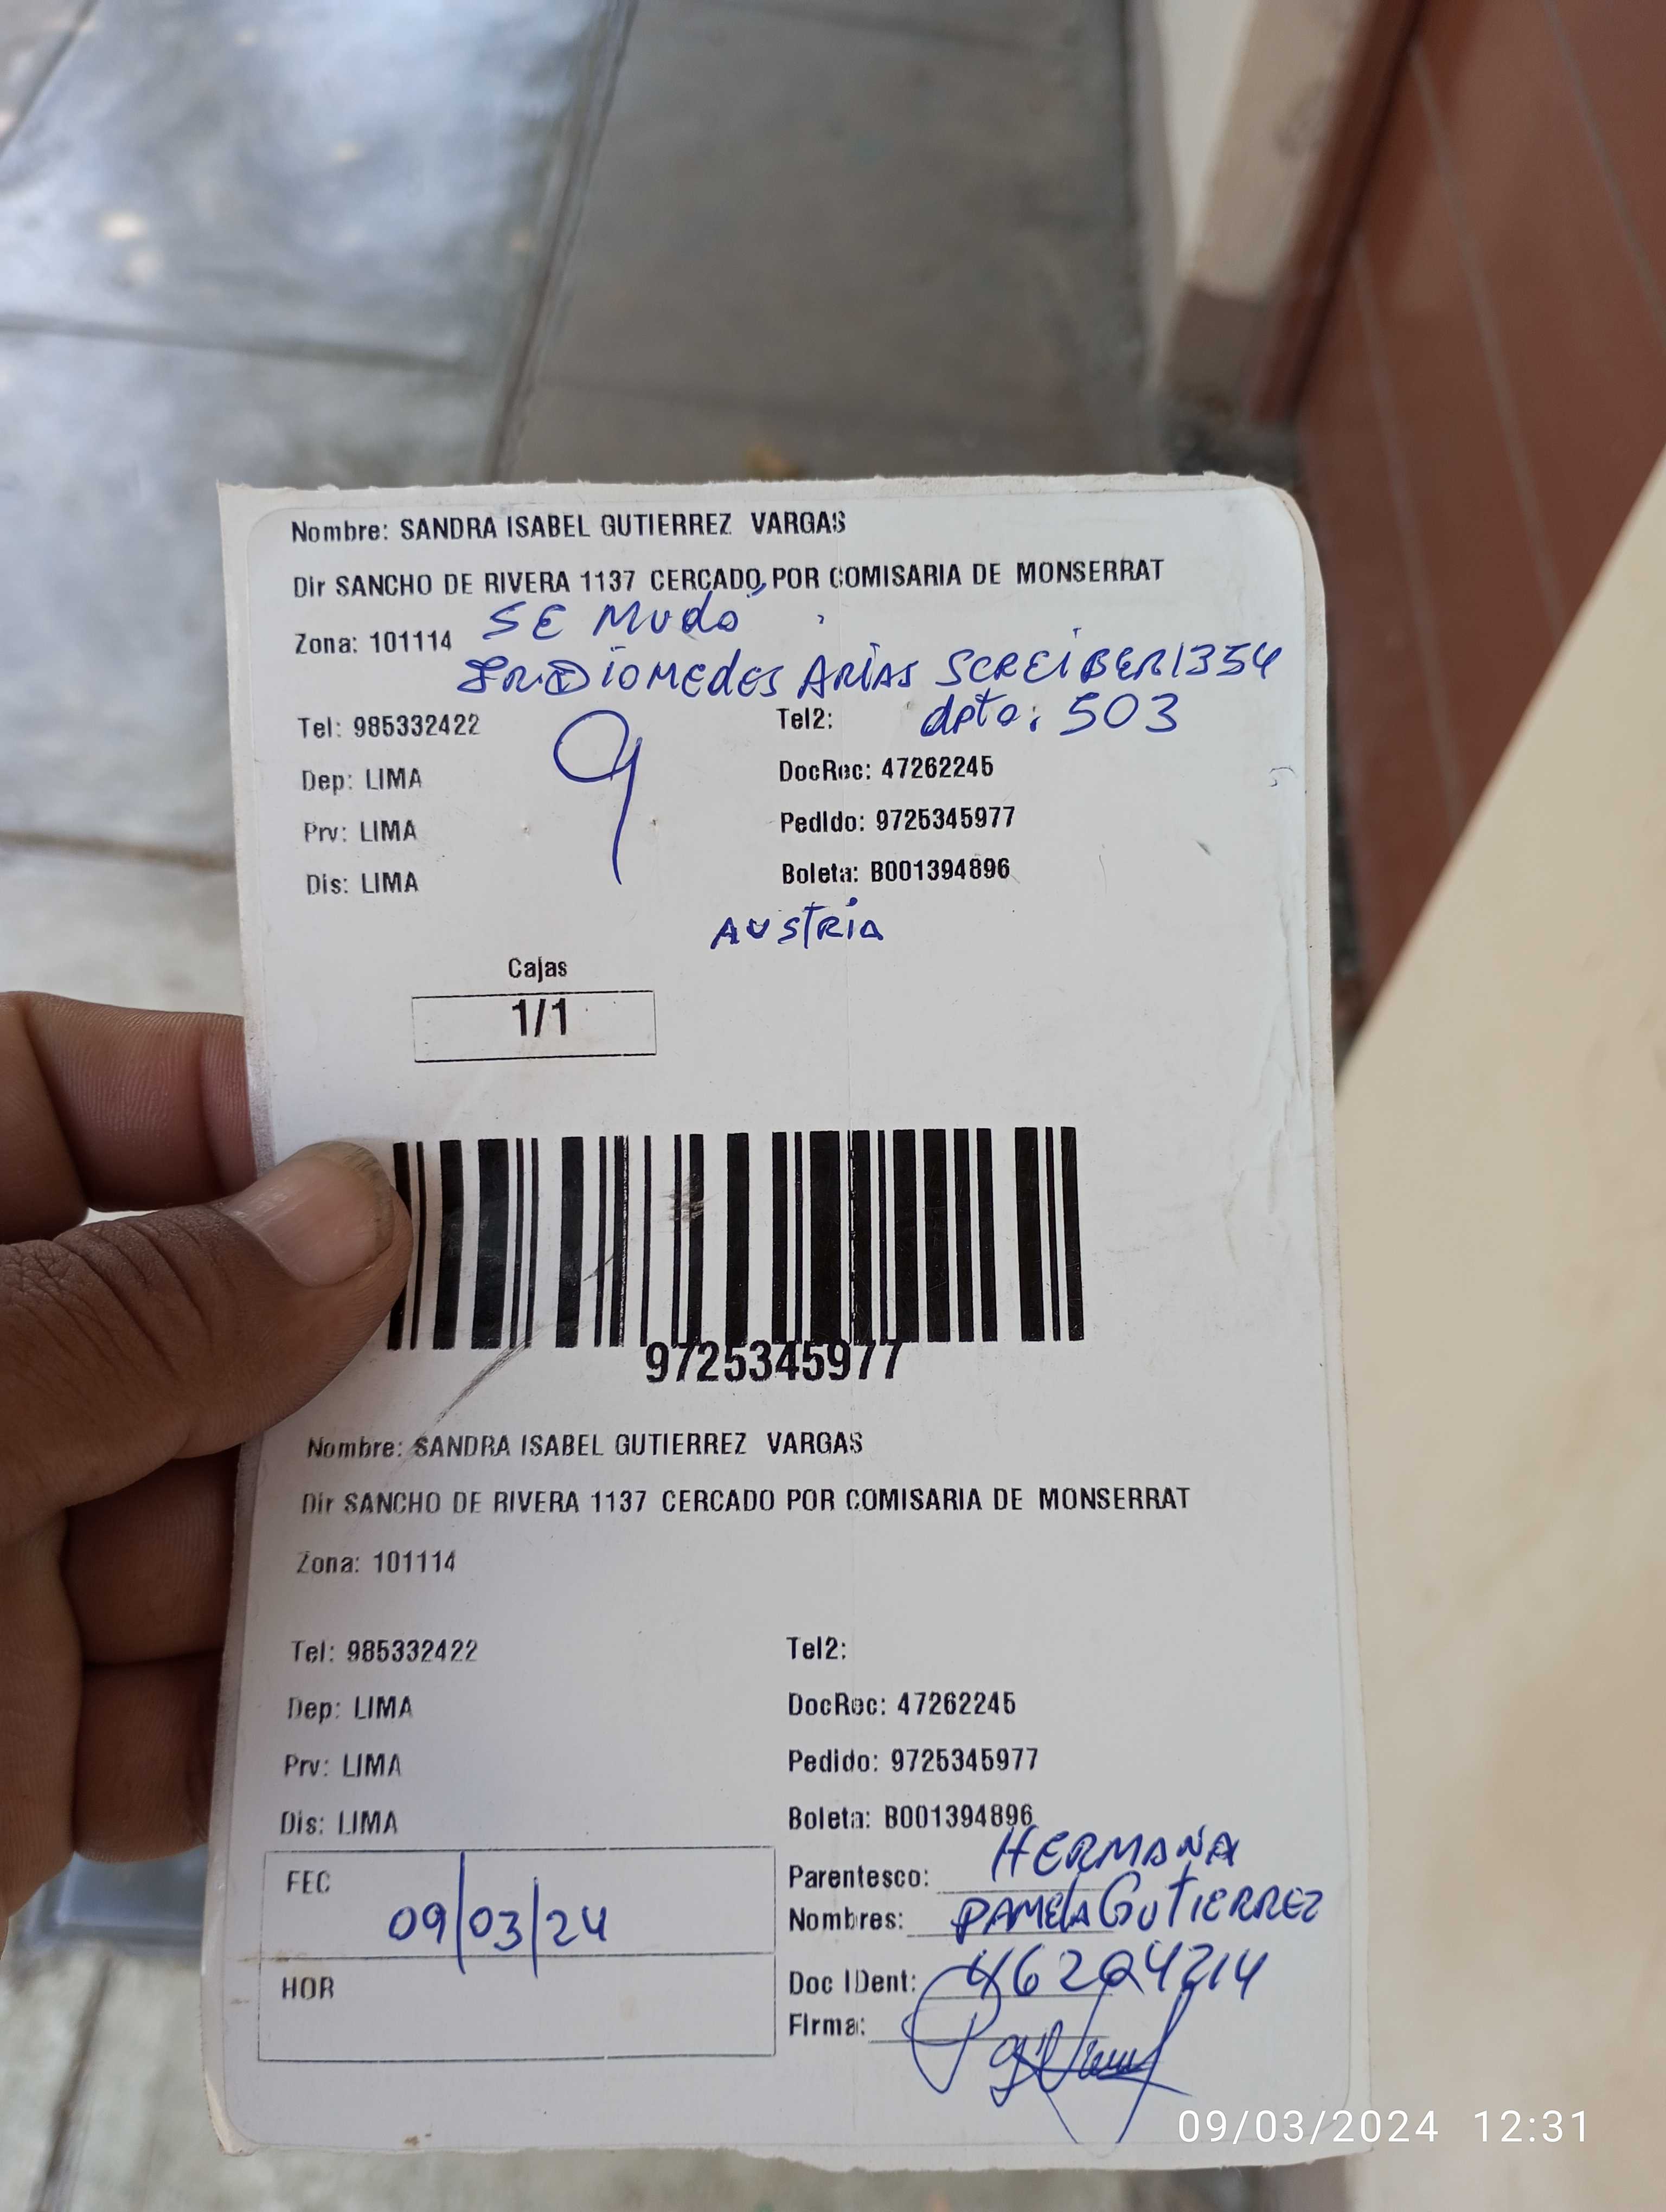 Nombre: SANDRA ISABEL GUTIERREZ VARGAS
Dir SANCHO DE RIVERA 1137 CERCADO, POR COMISARIA DE MONSERRAT
SE MUdó
Zona: 101114
DIOMEdES ARIAS SCREIBER 1354
dpto: 503
Tel: 985332422 Tel2:
9
Dep: LIMA DocRec: 47262245
Prv: LIMA Pedido: 9725345977
Dis: LIMA Boleta: B001394896
AUSTRIA
Cajas
1/1
9725345977
Nombre: SANDRA ISABEL GUTIERREZ VARGAS
Dir SANCHO DE RIVERA 1137 CERCADO POR COMISARIA DE MONSERRAT
Zona: 101114
Tel: 985332422 Tel2:
Dep: LIMA DocRec: 47262245
Prv: LIMA Pedido: 9725345977
Dis: LIMA Boleta: B001394896
FEC 09/03/24
Parentesco: HERMANA
Nombres: PAMELA GUTIERREZ
HOR
Doc IDent:
Firma:
09/03/2024 12:31